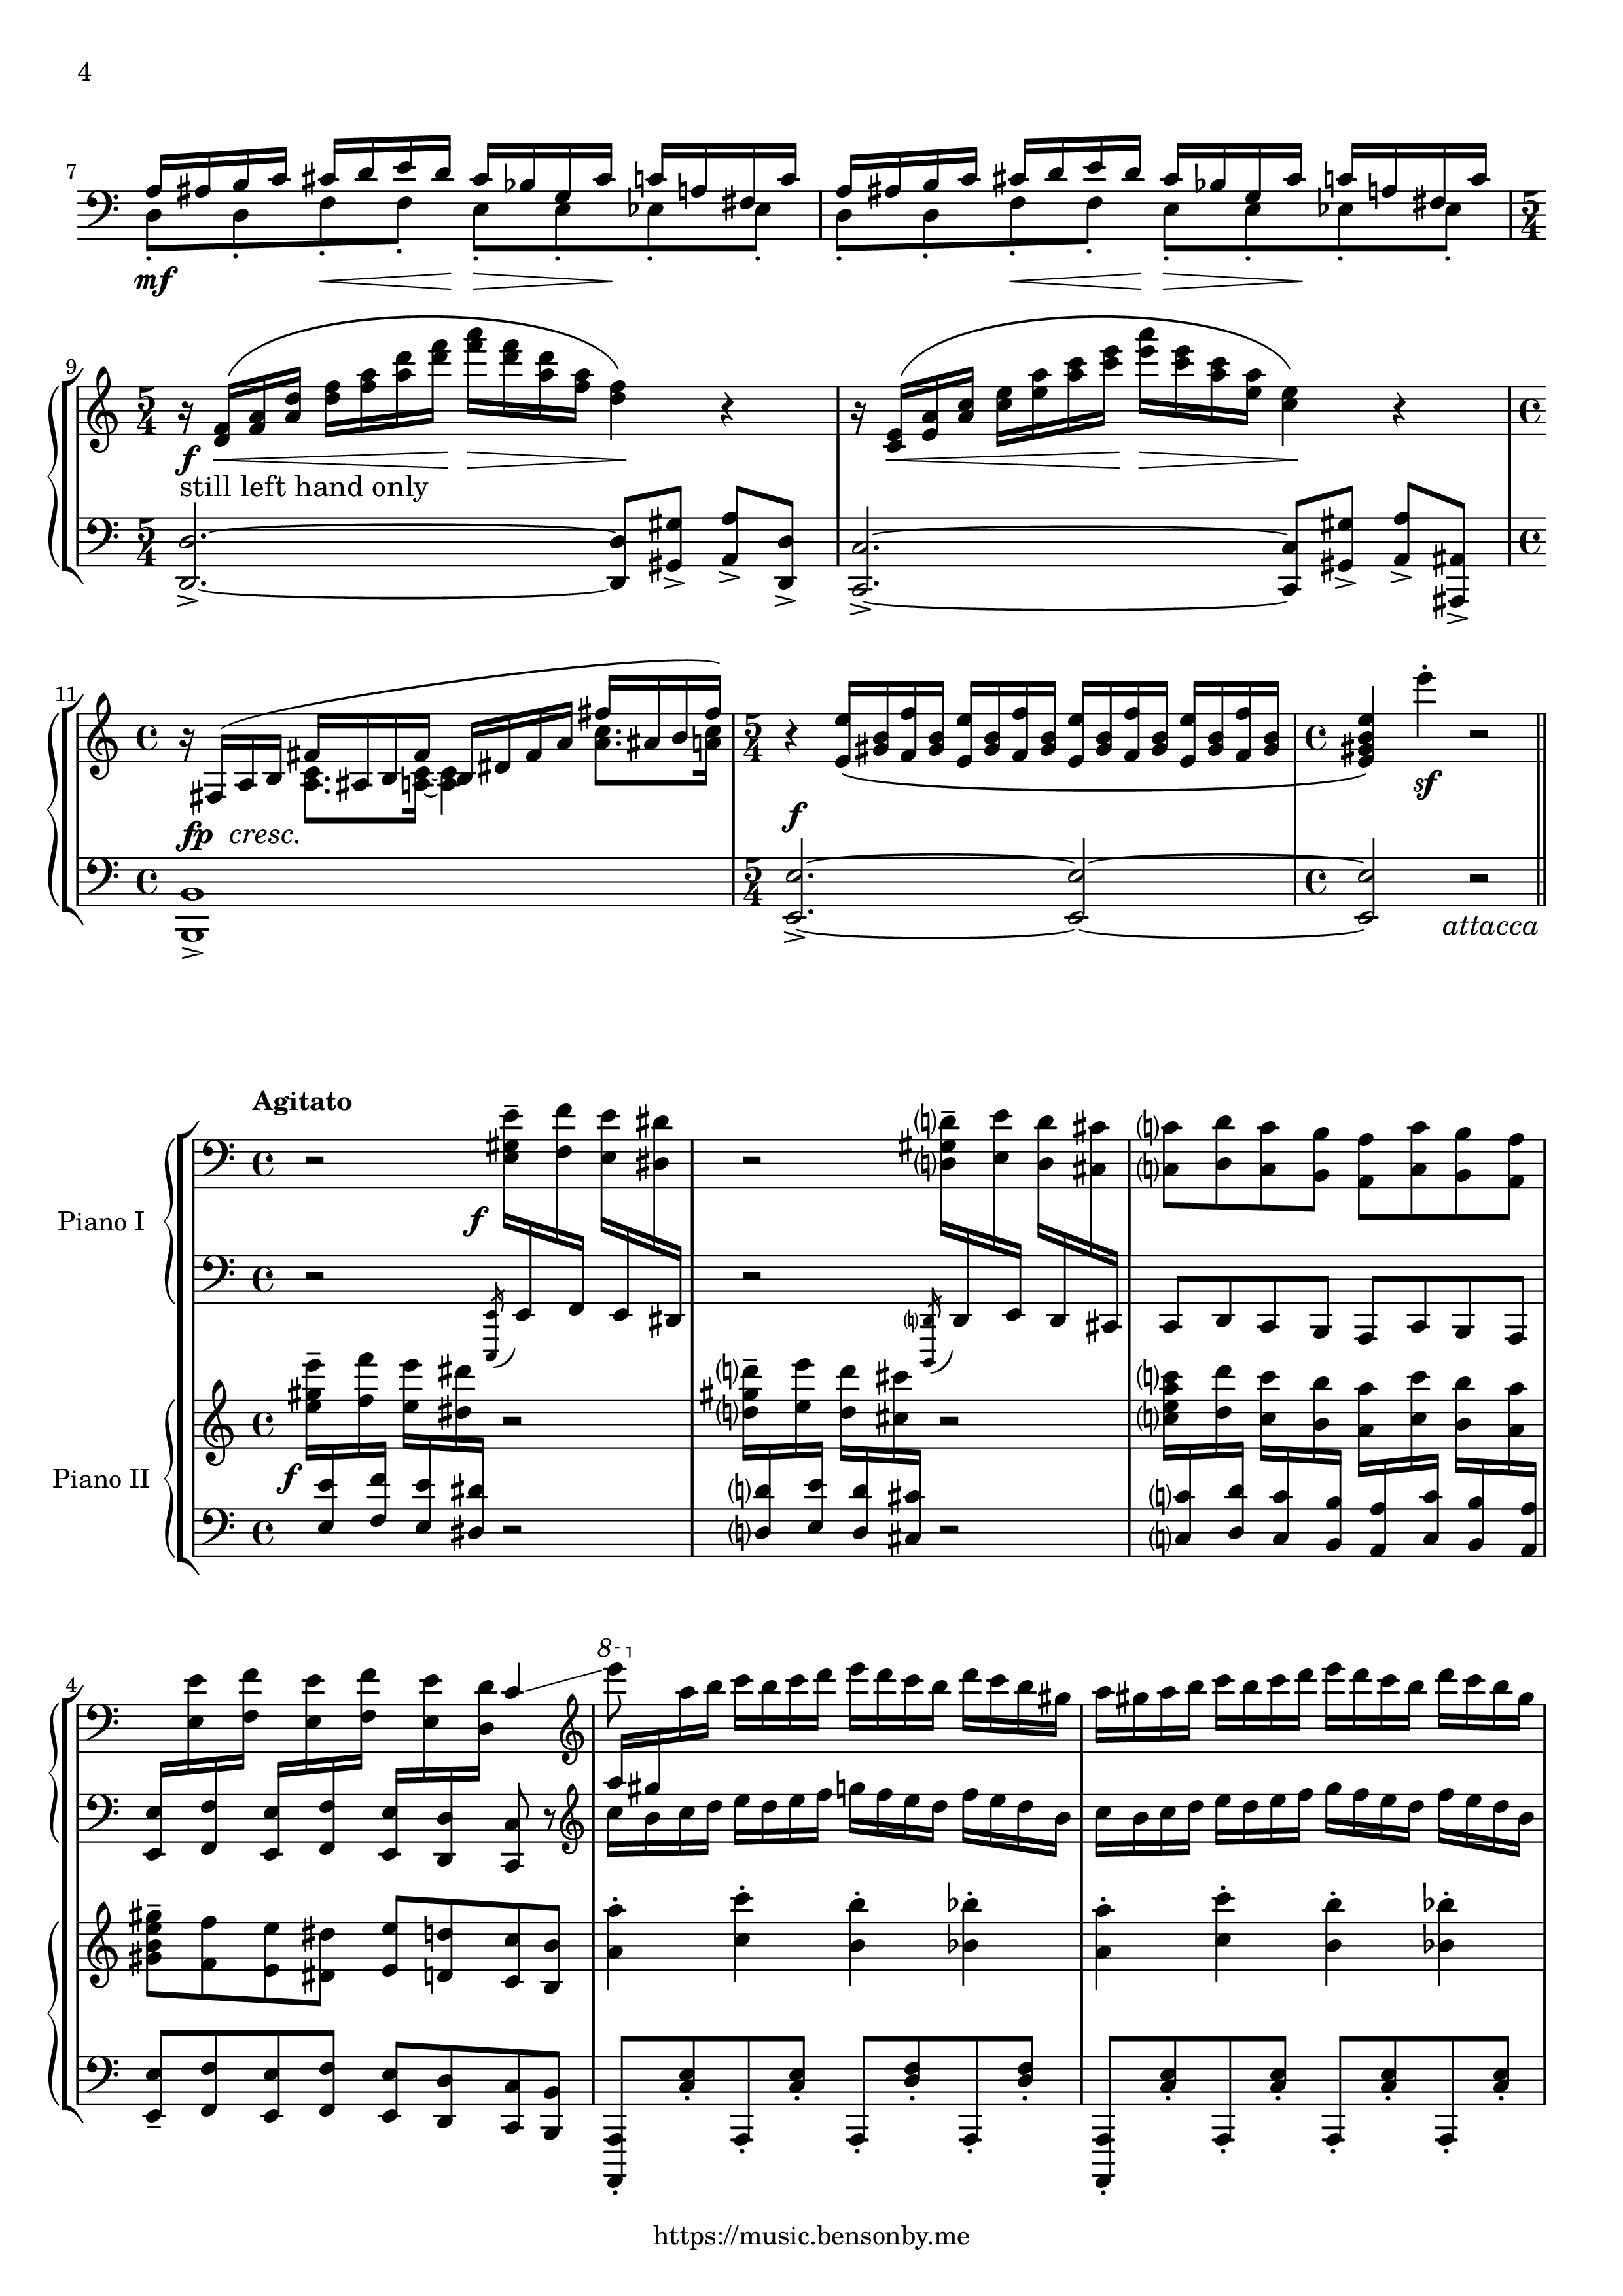 4
7
mf
9
f
still left hand only
11
fp cresc.
f
sf
attacca
Agitato
Piano I
f
Piano II
f
4
8
https://music.bensonby.me